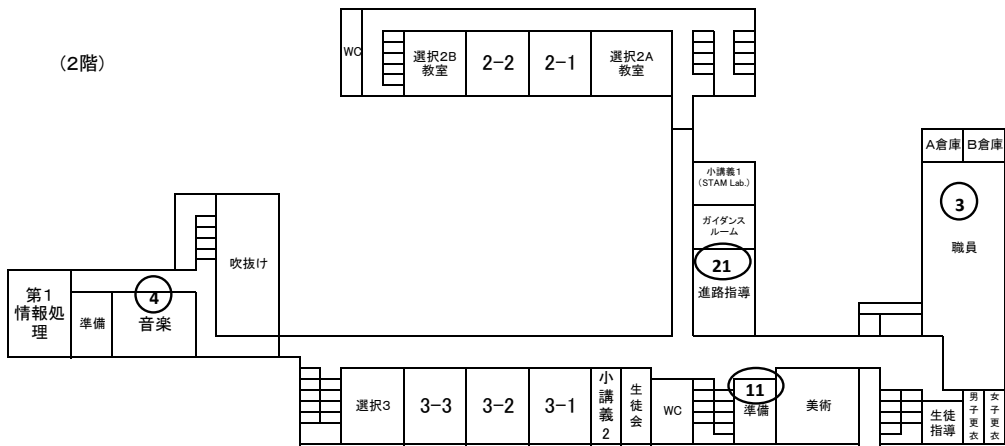 (2階)
WC
選択2B
教室
2-2
2-1
選択2A
教室
A倉庫
B倉庫
小講義1
(STAM Lab.)
ガイダンス
ルーム
3
職員
21
進路指導
吹抜け
第1
情報処
理
準備
4
音楽
選択3
3-3
3-2
3-1
小講義2
生徒会
WC
11
準備
美術
生徒
指導
男子更衣
女子更衣